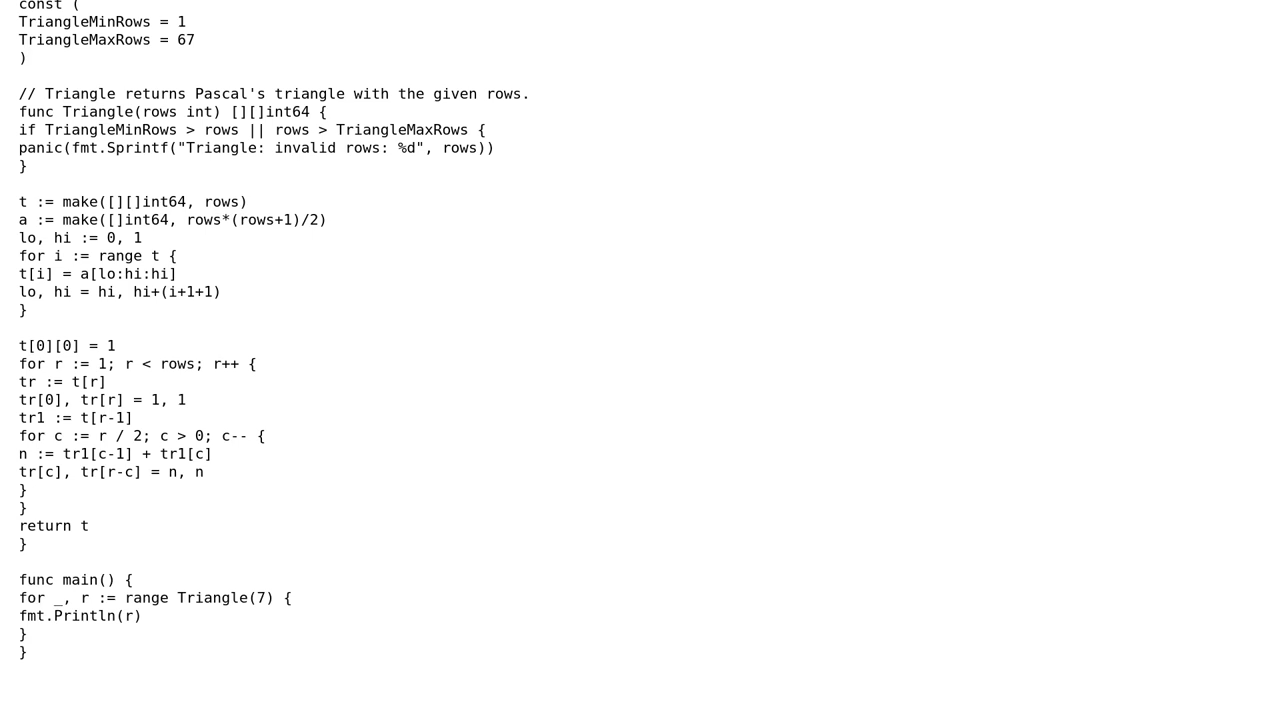 const (
TriangleMinRows = 1
TriangleMaxRows = 67
)

// Triangle returns Pascal's triangle with the given rows.
func Triangle(rows int) [][]int64 {
if TriangleMinRows > rows || rows > TriangleMaxRows {
panic(fmt.Sprintf("Triangle: invalid rows: %d", rows))
}

t := make([][]int64, rows)
a := make([]int64, rows*(rows+1)/2)
lo, hi := 0, 1
for i := range t {
t[i] = a[lo:hi:hi]
lo, hi = hi, hi+(i+1+1)
}

t[0][0] = 1
for r := 1; r < rows; r++ {
tr := t[r]
tr[0], tr[r] = 1, 1
tr1 := t[r-1]
for c := r / 2; c > 0; c-- {
n := tr1[c-1] + tr1[c]
tr[c], tr[r-c] = n, n
}
}
return t
}

func main() {
for _, r := range Triangle(7) {
fmt.Println(r)
}
}